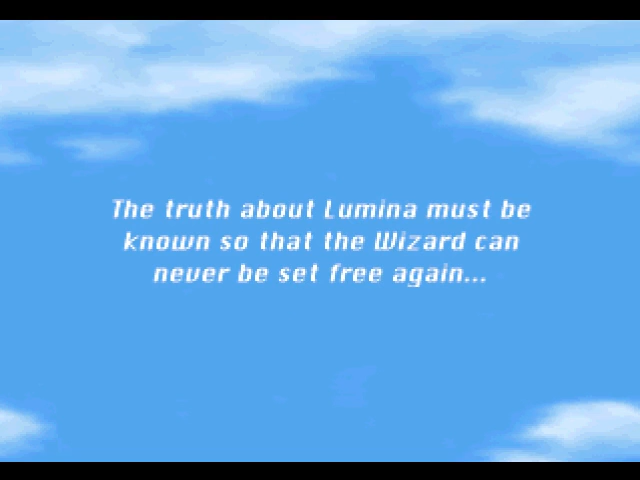 The truth about Lumina must be
known so that the Wizard can
never be set free again...